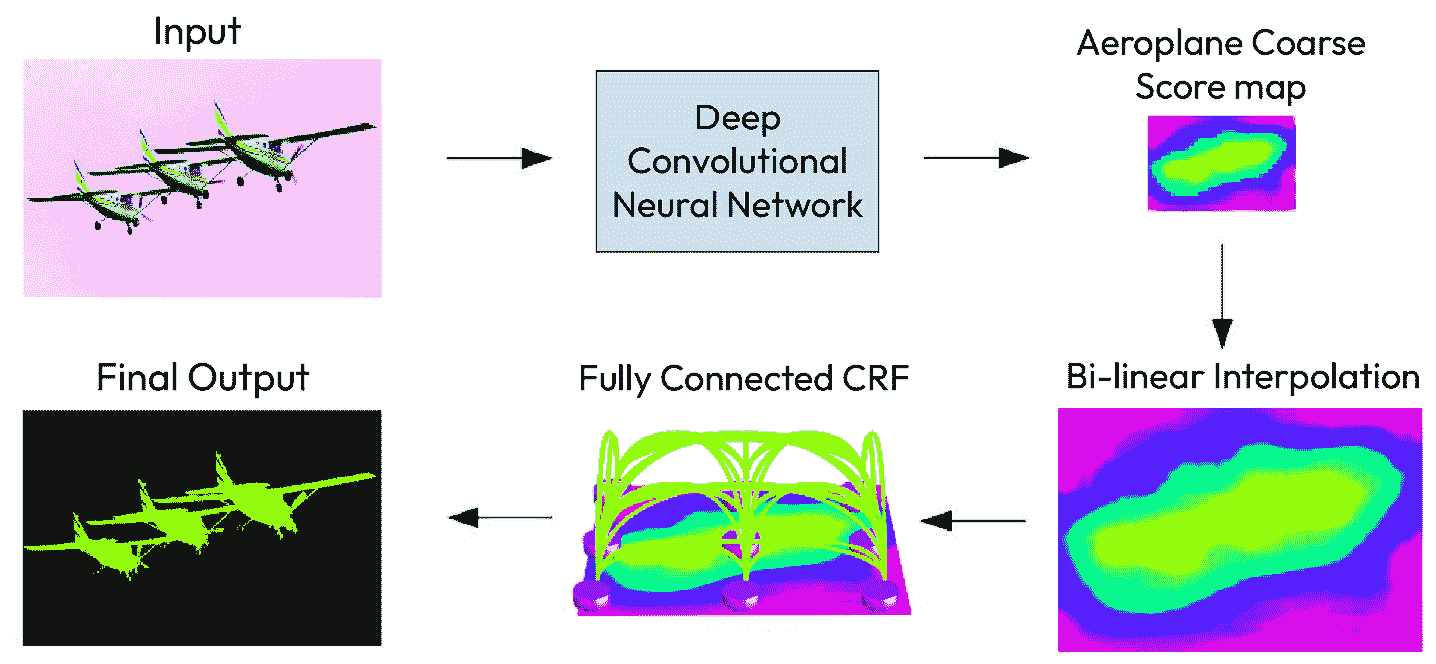 Input
Deep
Convolutional
Neural Network
Aeroplane Coarse
Score map
Final Output
Fully Connected CRF
Bi-linear Interpolation